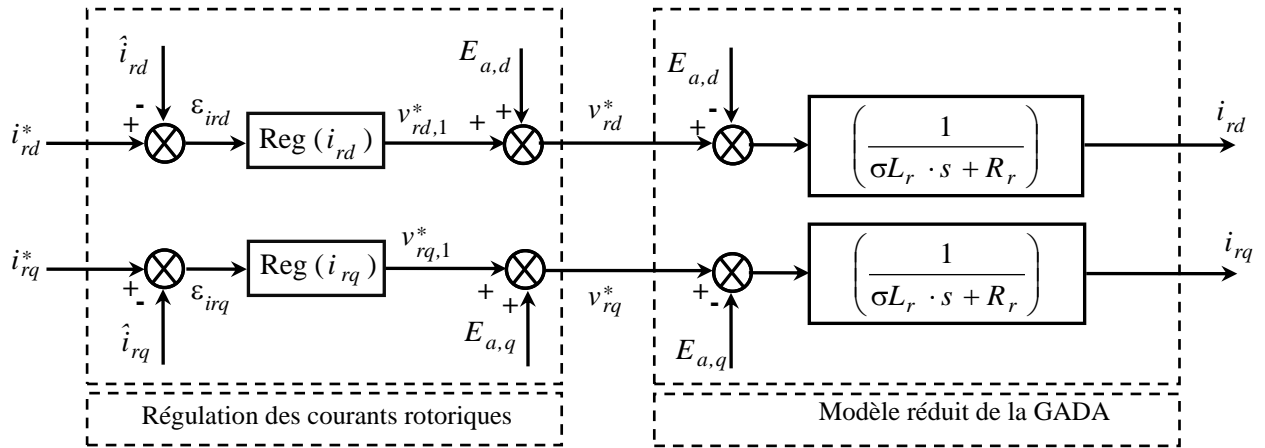 î_rd
E_a,d
E_a,d
i*_rd
+
-
ε_ird
Reg (i_rd)
v*_rd,1
+
+
v*_rd
+
-
(1 / (σL_r · s + R_r))
i_rd
i*_rq
+
-
ε_irq
Reg (i_rq)
v*_rq,1
+
+
v*_rq
+
-
(1 / (σL_r · s + R_r))
i_rq
î_rq
E_a,q
E_a,q
Régulation des courants rotoriques
Modèle réduit de la GADA